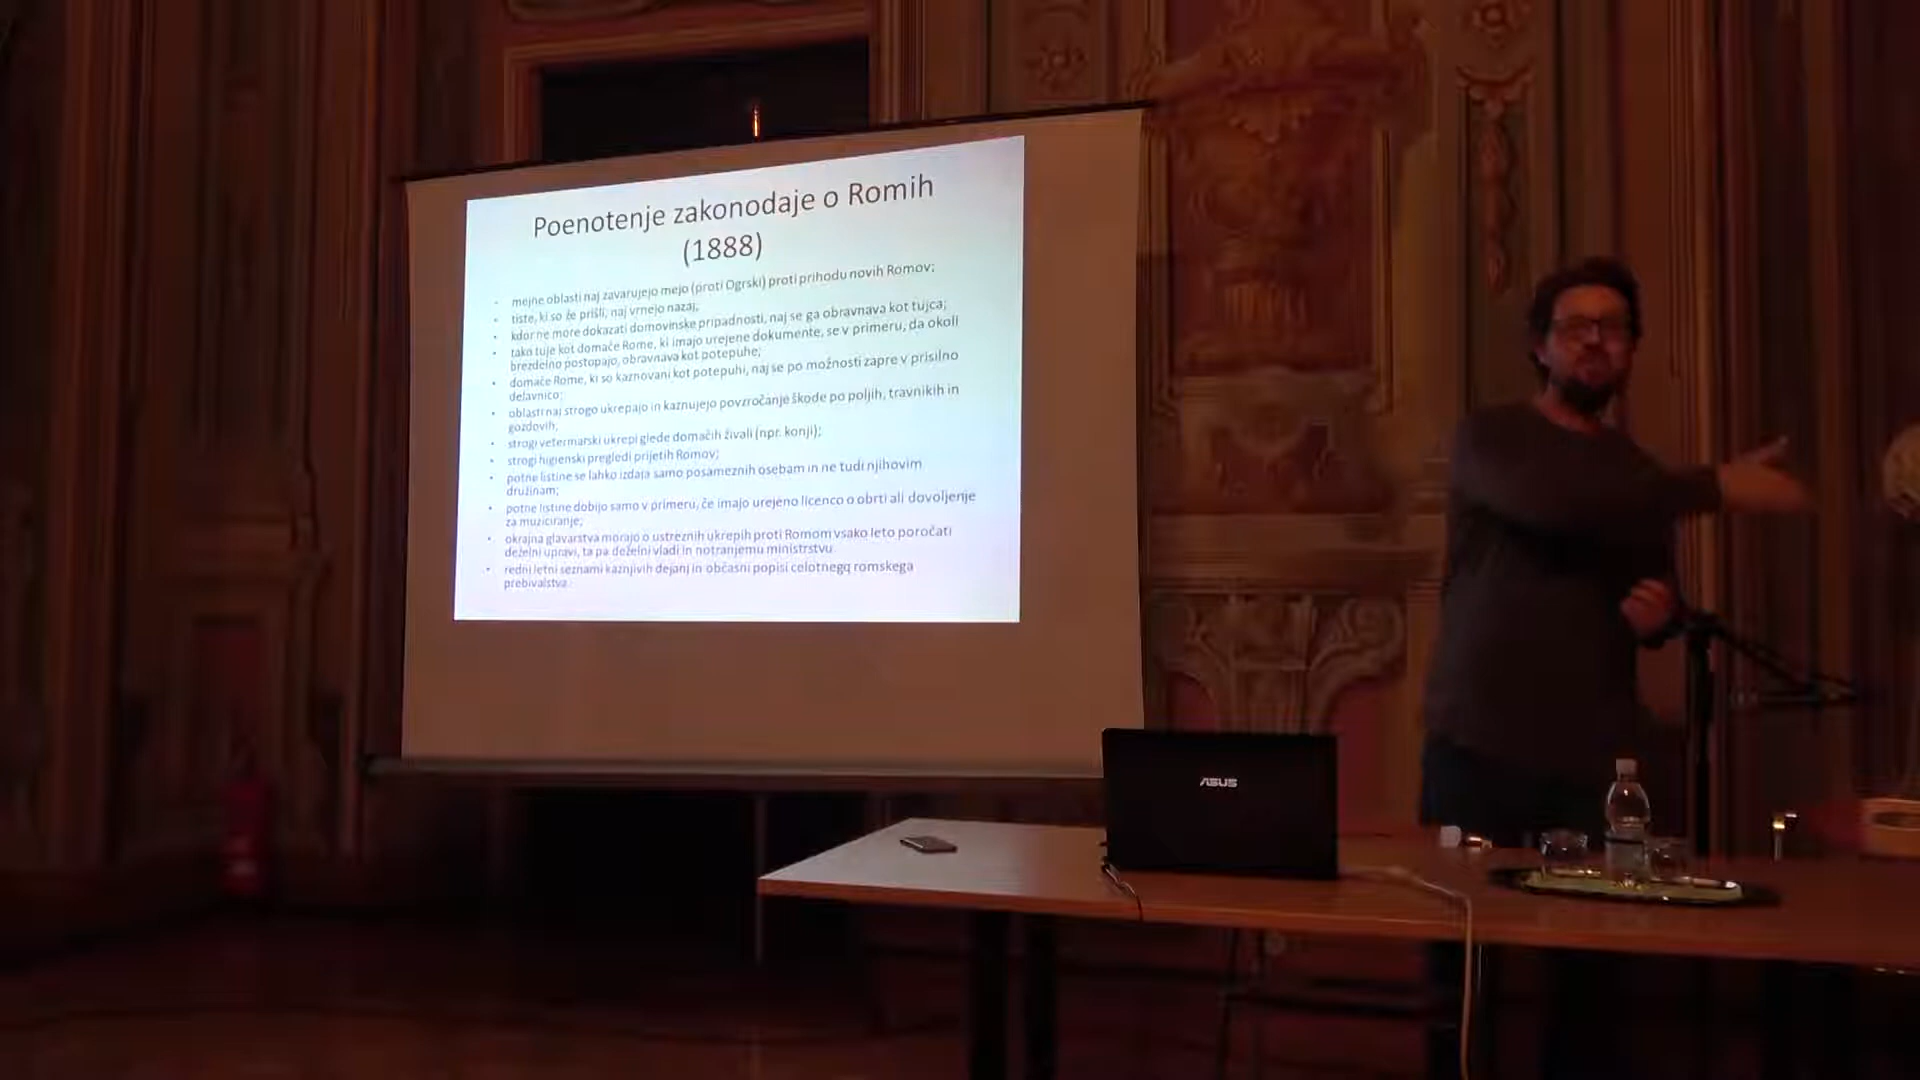 Poenotenje zakonodaje o Romih
(1888)
• mejne oblasti naj zavarujejo mejo (proti Ogrski) proti prihodu novih Romov;
• tiste, ki so že prišli, naj vrnejo nazaj;
• kdor ne more dokazati domovinske pripadnosti, naj se ga obravnava kot tujca;
• tako tuje kot domače Rome, ki imajo urejene dokumente, se v primeru, da okoli
brezdelno postopajo, obravnava kot potepuhe;
• domače Rome, ki so kaznovani kot potepuhi, naj se po možnosti zapre v prisilno
delavnico;
• oblasti naj strogo ukrepajo in kaznujejo povzročanje škode po poljih, travnikih in
gozdovih;
• strogi veterinarski ukrepi glede domačih živali (npr. konji);
• strogi higienski pregledi prijetih Romov;
• potne listine se lahko izdaja samo posameznih osebam in ne tudi njihovim
družinam;
• potne listine dobijo samo v primeru, če imajo urejeno licenco o obrti ali dovoljenje
za muziciranje;
• okrajna glavarstva morajo o ustreznih ukrepih proti Romom vsako leto poročati
deželni upravi, ta pa deželni vladi in notranjemu ministrstvu.
• redni letni seznami kaznjivih dejanj in občasni popisi celotnega romskega
prebivalstva.
ASUS